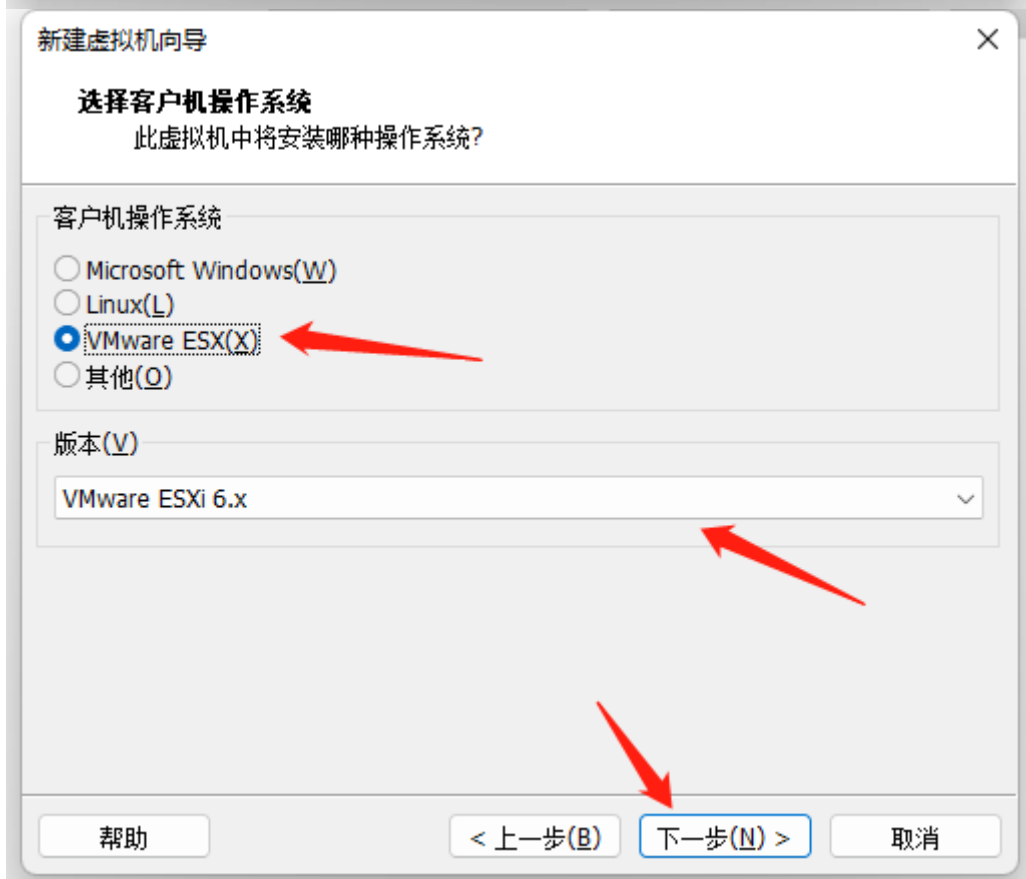 新建虚拟机向导
选择客户机操作系统
此虚拟机中将安装哪种操作系统?
客户机操作系统
Microsoft Windows(W)
Linux(L)
VMware ESX(X)
其他(O)
版本(V)
VMware ESXi 6.x
帮助
< 上一步(B)
下一步(N) >
取消